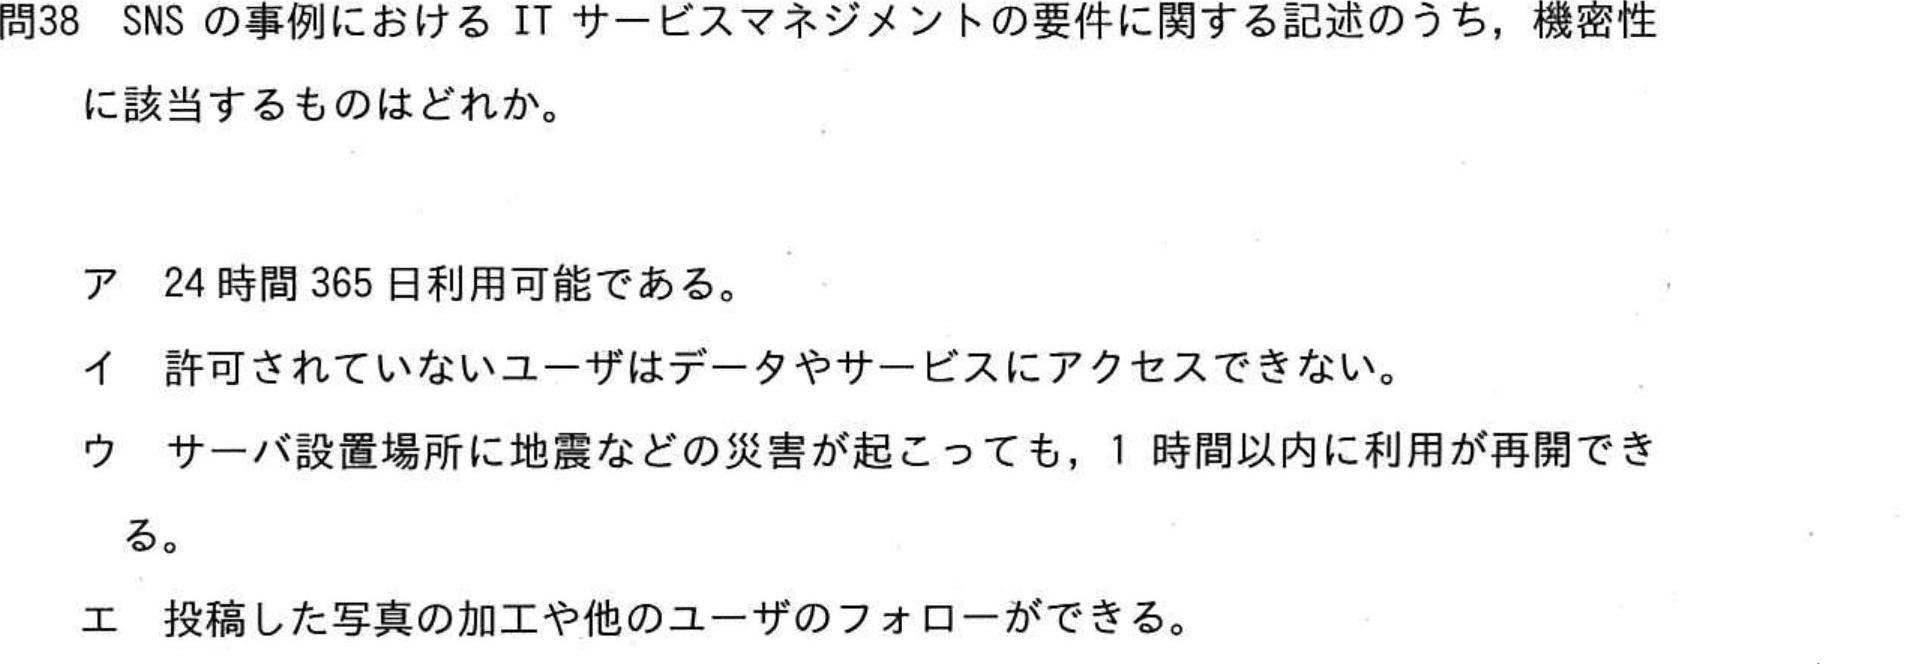 問38 SNS の事例における IT サービスマネジメントの要件に関する記述のうち，機密性
に該当するものはどれか。
ア 24 時間 365 日利用可能である。
イ 許可されていないユーザはデータやサービスにアクセスできない。
ウ サーバ設置場所に地震などの災害が起こっても，1 時間以内に利用が再開でき
る。
エ 投稿した写真の加工や他のユーザのフォローができる。